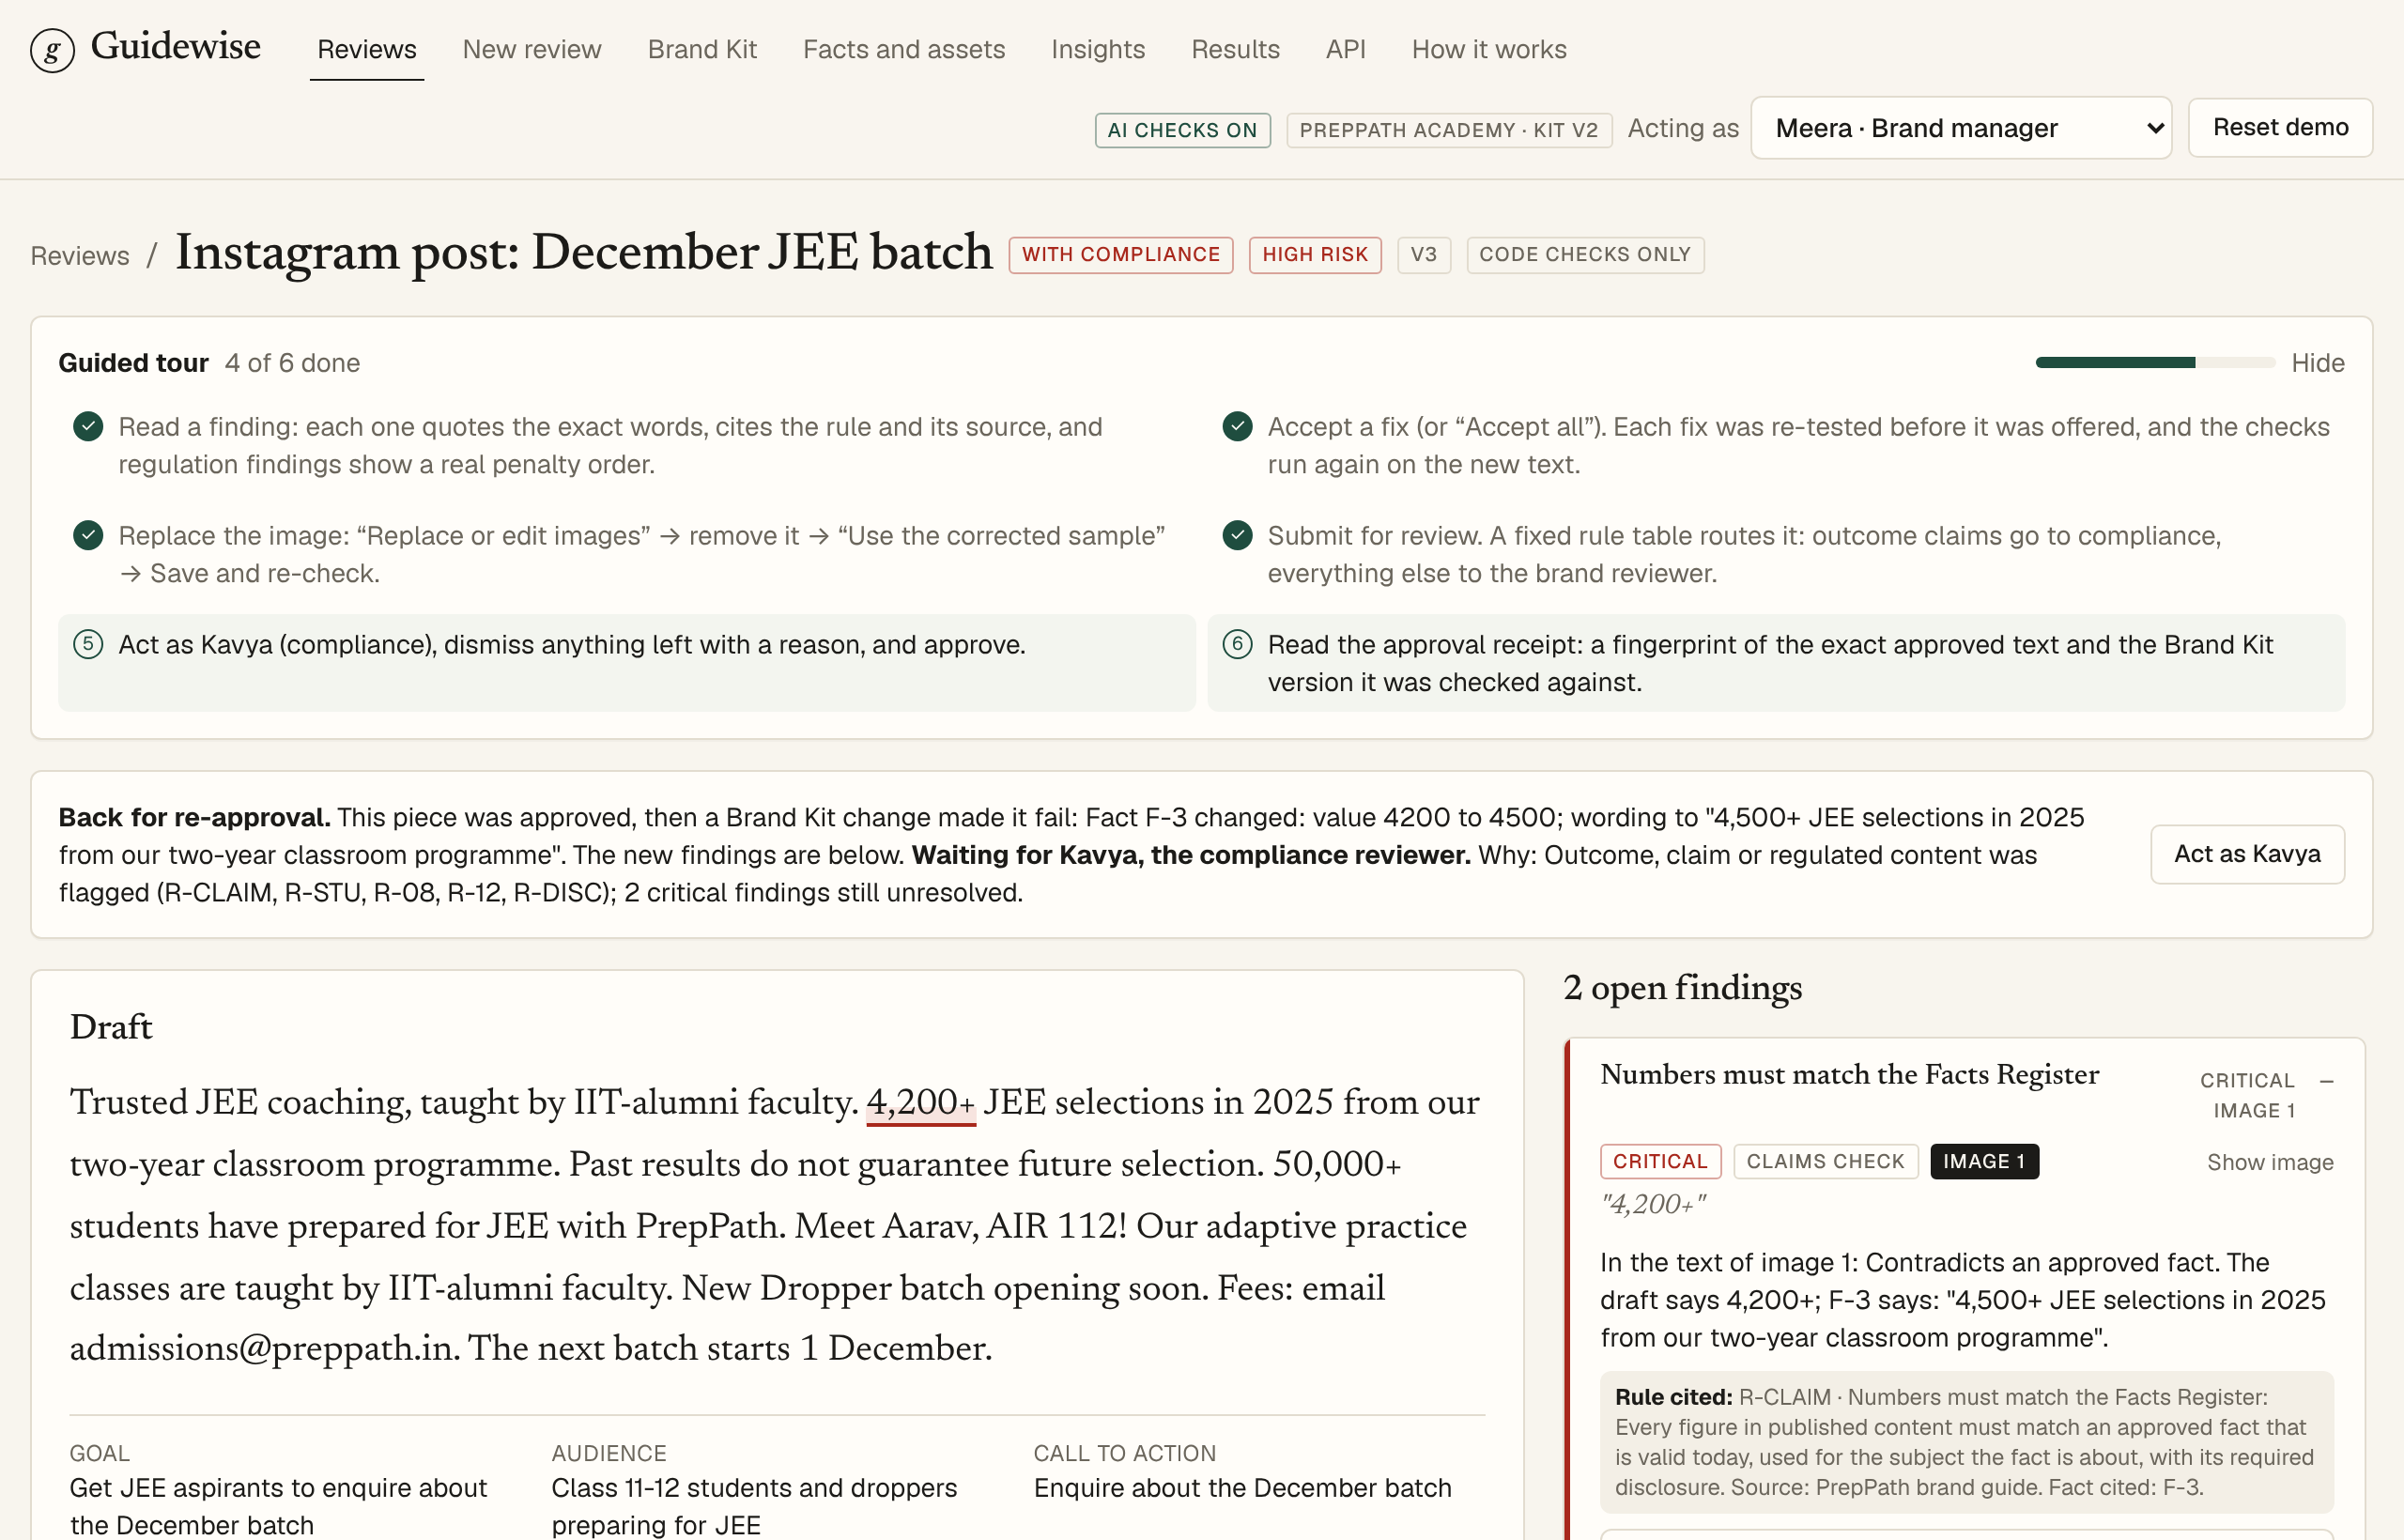 g Guidewise Reviews New review Brand Kit Facts and assets Insights Results API How it works
AI CHECKS ON PREPPATH ACADEMY · KIT V2 Acting as Meera · Brand manager Reset demo
Reviews / Instagram post: December JEE batch WITH COMPLIANCE HIGH RISK V3 CODE CHECKS ONLY
Guided tour 4 of 6 done Hide
Read a finding: each one quotes the exact words, cites the rule and its source, and
regulation findings show a real penalty order.
Accept a fix (or “Accept all”). Each fix was re-tested before it was offered, and the checks
run again on the new text.
Replace the image: “Replace or edit images” → remove it → “Use the corrected sample”
→ Save and re-check.
Submit for review. A fixed rule table routes it: outcome claims go to compliance,
everything else to the brand reviewer.
5 Act as Kavya (compliance), dismiss anything left with a reason, and approve.
6 Read the approval receipt: a fingerprint of the exact approved text and the Brand Kit
version it was checked against.
Back for re-approval. This piece was approved, then a Brand Kit change made it fail: Fact F-3 changed: value 4200 to 4500; wording to "4,500+ JEE selections in 2025
from our two-year classroom programme". The new findings are below. Waiting for Kavya, the compliance reviewer. Why: Outcome, claim or regulated content was
flagged (R-CLAIM, R-STU, R-08, R-12, R-DISC); 2 critical findings still unresolved.
Act as Kavya
Draft
Trusted JEE coaching, taught by IIT-alumni faculty. 4,200+ JEE selections in 2025 from our
two-year classroom programme. Past results do not guarantee future selection. 50,000+
students have prepared for JEE with PrepPath. Meet Aarav, AIR 112! Our adaptive practice
classes are taught by IIT-alumni faculty. New Dropper batch opening soon. Fees: email
admissions@preppath.in. The next batch starts 1 December.
GOAL
Get JEE aspirants to enquire about
the December batch
AUDIENCE
Class 11-12 students and droppers
preparing for JEE
CALL TO ACTION
Enquire about the December batch
2 open findings
Numbers must match the Facts Register
CRITICAL –
IMAGE 1
CRITICAL CLAIMS CHECK IMAGE 1 Show image
"4,200+"
In the text of image 1: Contradicts an approved fact. The
draft says 4,200+; F-3 says: "4,500+ JEE selections in 2025
from our two-year classroom programme".
Rule cited: R-CLAIM · Numbers must match the Facts Register:
Every figure in published content must match an approved fact that
is valid today, used for the subject the fact is about, with its required
disclosure. Source: PrepPath brand guide. Fact cited: F-3.